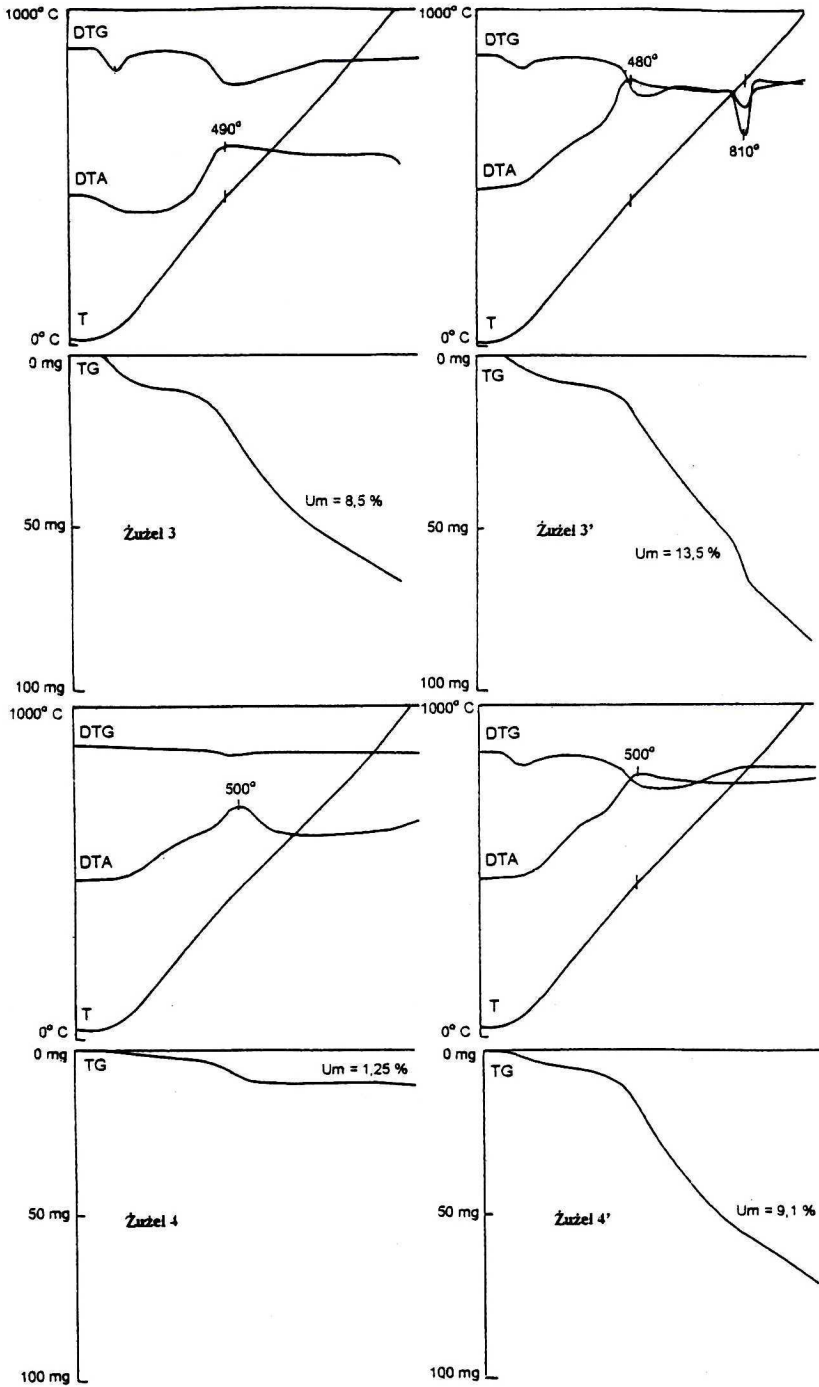 1000° C
DTG
490°
DTA
T
0° C
0 mg
TG
Um = 8,5 %
50 mg
Żużel 3
100 mg
1000° C
DTG
480°
810°
DTA
T
0° C
0 mg
TG
50 mg
Żużel 3’
Um = 13,5 %
100 mg
1000° C
DTG
500°
DTA
T
0° C
0 mg
TG
Um = 1,25 %
50 mg
Żużel 4
100 mg
1000° C
DTG
500°
DTA
T
0° C
0 mg
TG
50 mg
Żużel 4’
Um = 9,1 %
100 mg